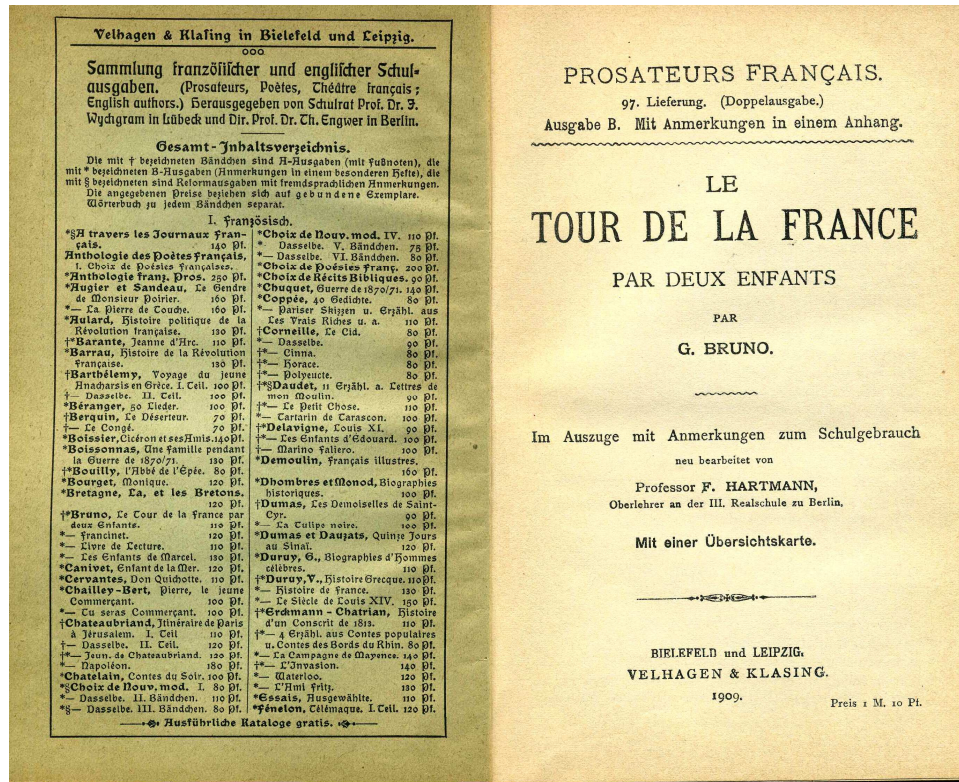 Velhagen & Klasing in Bielefeld und Leipzig.
ooo
Sammlung französischer und englischer Schul-
ausgaben. (Prosateurs, Poètes, Théâtre français;
English authors.) Herausgegeben von Schulrat Prof. Dr. J.
Wychgram in Lübeck und Dir. Prof. Dr. Th. Engwer in Berlin.
Gesamt-Inhaltsverzeichnis.
Die mit † bezeichneten Bändchen sind A-Ausgaben (mit Fußnoten), die
mit * bezeichneten B-Ausgaben (Anmerkungen in einem besonderen Hefte), die
mit § bezeichneten sind Reformausgaben mit fremdsprachlichen Anmerkungen.
Die angegebenen Preise beziehen sich auf gebundene Exemplare.
Wörterbuch zu jedem Bändchen separat.
I. Französisch.
*§A travers les Journaux fran-
çais. 140 Pf.
Anthologie des Poètes français,
I. Choix de Poésies françaises.
*Anthologie franz. Pros. 250 Pf.
*Augier et Sandeau, Le Gendre
de Monsieur Poirier. 160 Pf.
*— La Pierre de Touche. 160 Pf.
*Aulard, Histoire politique de la
Révolution française. 130 Pf.
†*Barante, Jeanne d'Arc. 110 Pf.
*Barrau, Histoire de la Révolution
française. 130 Pf.
†Barthélemy, Voyage du jeune
Anacharsis en Grèce. I. Teil. 100 Pf.
†— Dasselbe. II. Teil. 100 Pf.
*Béranger, 50 Lieder. 100 Pf.
†Berquin, Le Déserteur. 70 Pf.
†— Le Congé. 70 Pf.
*Boissier, Cicéron et ses Amis. 140 Pf.
*Boissonnas, Une famille pendant
la Guerre de 1870/71. 130 Pf.
†*Bouilly, l'Abbé de l'Épée. 80 Pf.
*Bourget, Monique. 120 Pf.
*Bretagne, La, et les Bretons.
120 Pf.
†*Bruno, Le Tour de la France par
deux Enfants. 110 Pf.
*— Francinet. 120 Pf.
*— Livre de Lecture. 110 Pf.
*— Les Enfants de Marcel. 130 Pf.
*Canivet, Enfant de la Mer. 120 Pf.
*Cervantes, Don Quichotte. 110 Pf.
*Chailley-Bert, Pierre, le jeune
Commerçant. 100 Pf.
*— Tu seras Commerçant. 100 Pf.
†Chateaubriand, Itinéraire de Paris
à Jérusalem. I. Teil 110 Pf.
†— Dasselbe. II. Teil. 120 Pf.
†*— Jeun. de Chateaubriand. 120 Pf.
*— Napoléon. 180 Pf.
*Chatelain, Contes du Soir. 100 Pf.
*§Choix de Nouv. mod. I. 80 Pf.
*— Dasselbe. II. Bändchen. 110 Pf.
*§— Dasselbe. III. Bändchen. 80 Pf.
*Choix de Nouv. mod. IV. 110 Pf.
*— Dasselbe. V. Bändchen. 75 Pf.
*— Dasselbe. VI. Bändchen. 80 Pf.
*Choix de Poésies franç. 200 Pf.
*Choix de Récits Bibliques. 90 Pf.
*Chuquet, Guerre de 1870/71. 140 Pf.
*Coppée, 40 Gedichte. 80 Pf.
*— Pariser Skizzen u. Erzähl. aus
Les Vrais Riches u. a. 110 Pf.
†Corneille, Le Cid. 80 Pf.
*— Dasselbe. 90 Pf.
†*— Cinna. 80 Pf.
†*— Horace. 80 Pf.
†*— Polyeucte. 80 Pf.
†*§Daudet, 11 Erzähl. a. Lettres de
mon Moulin. 90 Pf.
†*— Le Petit Chose. 110 Pf.
*— Tartarin de Tarascon. 100 Pf.
†*Delavigne, Louis XI. 90 Pf.
†*— Les Enfants d'Edouard. 100 Pf.
†— Marino Faliero. 100 Pf.
*Demoulin, Français illustres.
160 Pf.
*Dhombres et Monod, Biographies
historiques. 100 Pf.
†Dumas, Les Demoiselles de Saint-
Cyr. 90 Pf.
*— La Tulipe noire. 100 Pf.
*Dumas et Dauzats, Quinze Jours
au Sinaï. 120 Pf.
*Duruy, G., Biographies d'Hommes
célèbres. 110 Pf.
†*Duruy, V., Histoire Grecque. 110 Pf.
*— Histoire de France. 130 Pf.
*— Le Siècle de Louis XIV. 150 Pf.
†*Erckmann-Chatrian, Histoire
d'un Conscrit de 1813. 110 Pf.
†*— 4 Erzähl. aus Contes populaires
u. Contes des Bords du Rhin. 80 Pf.
*— La Campagne de Mayence. 140 Pf.
†*— L'Invasion. 140 Pf.
*— Waterloo. 120 Pf.
*— L'Ami Fritz. 130 Pf.
*Essais, Ausgewählte. 110 Pf.
*Fénelon, Télémaque. I. Teil. 120 Pf.
Ausführliche Kataloge gratis.
PROSATEURS FRANÇAIS.
97. Lieferung. (Doppelausgabe.)
Ausgabe B. Mit Anmerkungen in einem Anhang.
LE
TOUR DE LA FRANCE
PAR DEUX ENFANTS
PAR
G. BRUNO.
Im Auszuge mit Anmerkungen zum Schulgebrauch
neu bearbeitet von
Professor F. HARTMANN,
Oberlehrer an der III. Realschule zu Berlin.
Mit einer Übersichtskarte.
BIELEFELD und LEIPZIG.
VELHAGEN & KLASING.
1909.
Preis 1 M. 10 Pf.